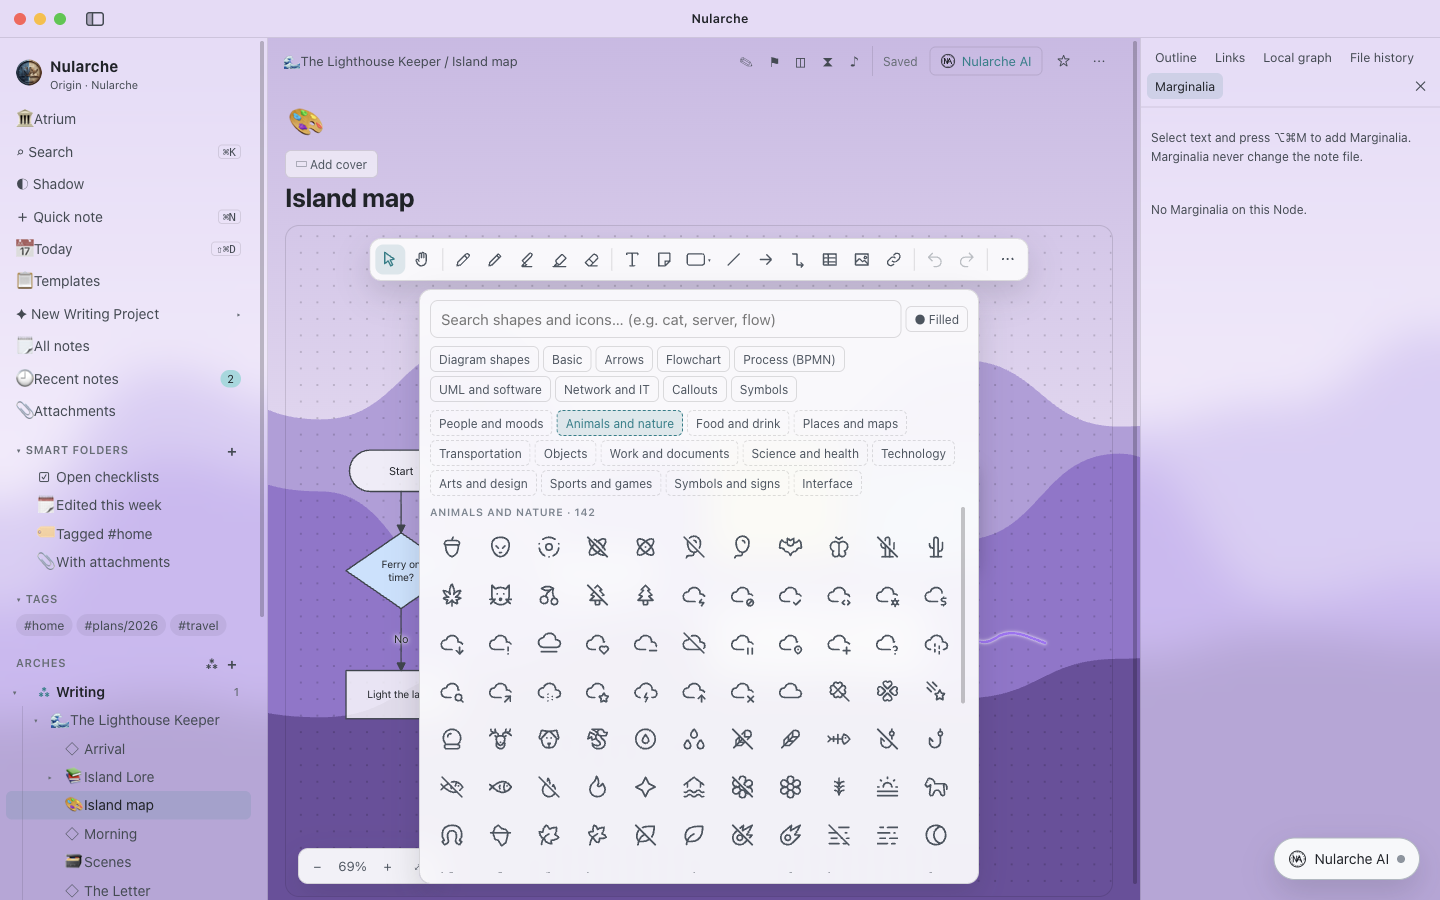 Nularche
Nularche
Origin · Nularche
Atrium
Search ⌘K
Shadow
Quick note ⌘N
Today ⇧⌘D
Templates
New Writing Project
All notes
Recent notes 2
Attachments
SMART FOLDERS
Open checklists
Edited this week
Tagged #home
With attachments
TAGS
#home #plans/2026 #travel
ARCHES
Writing 1
The Lighthouse Keeper
Arrival
Island Lore
Island map
Morning
Scenes
The Letter
The Lighthouse Keeper / Island map
Saved
Nularche AI
Add cover
Island map
Search shapes and icons... (e.g. cat, server, flow)
Filled
Diagram shapes Basic Arrows Flowchart Process (BPMN)
UML and software Network and IT Callouts Symbols
People and moods Animals and nature Food and drink Places and maps
Transportation Objects Work and documents Science and health Technology
Arts and design Sports and games Symbols and signs Interface
ANIMALS AND NATURE · 142
Start
Ferry on
time?
No
Light the la
69%
Outline Links Local graph File history
Marginalia
Select text and press ⌥⌘M to add Marginalia.
Marginalia never change the note file.
No Marginalia on this Node.
Nularche AI